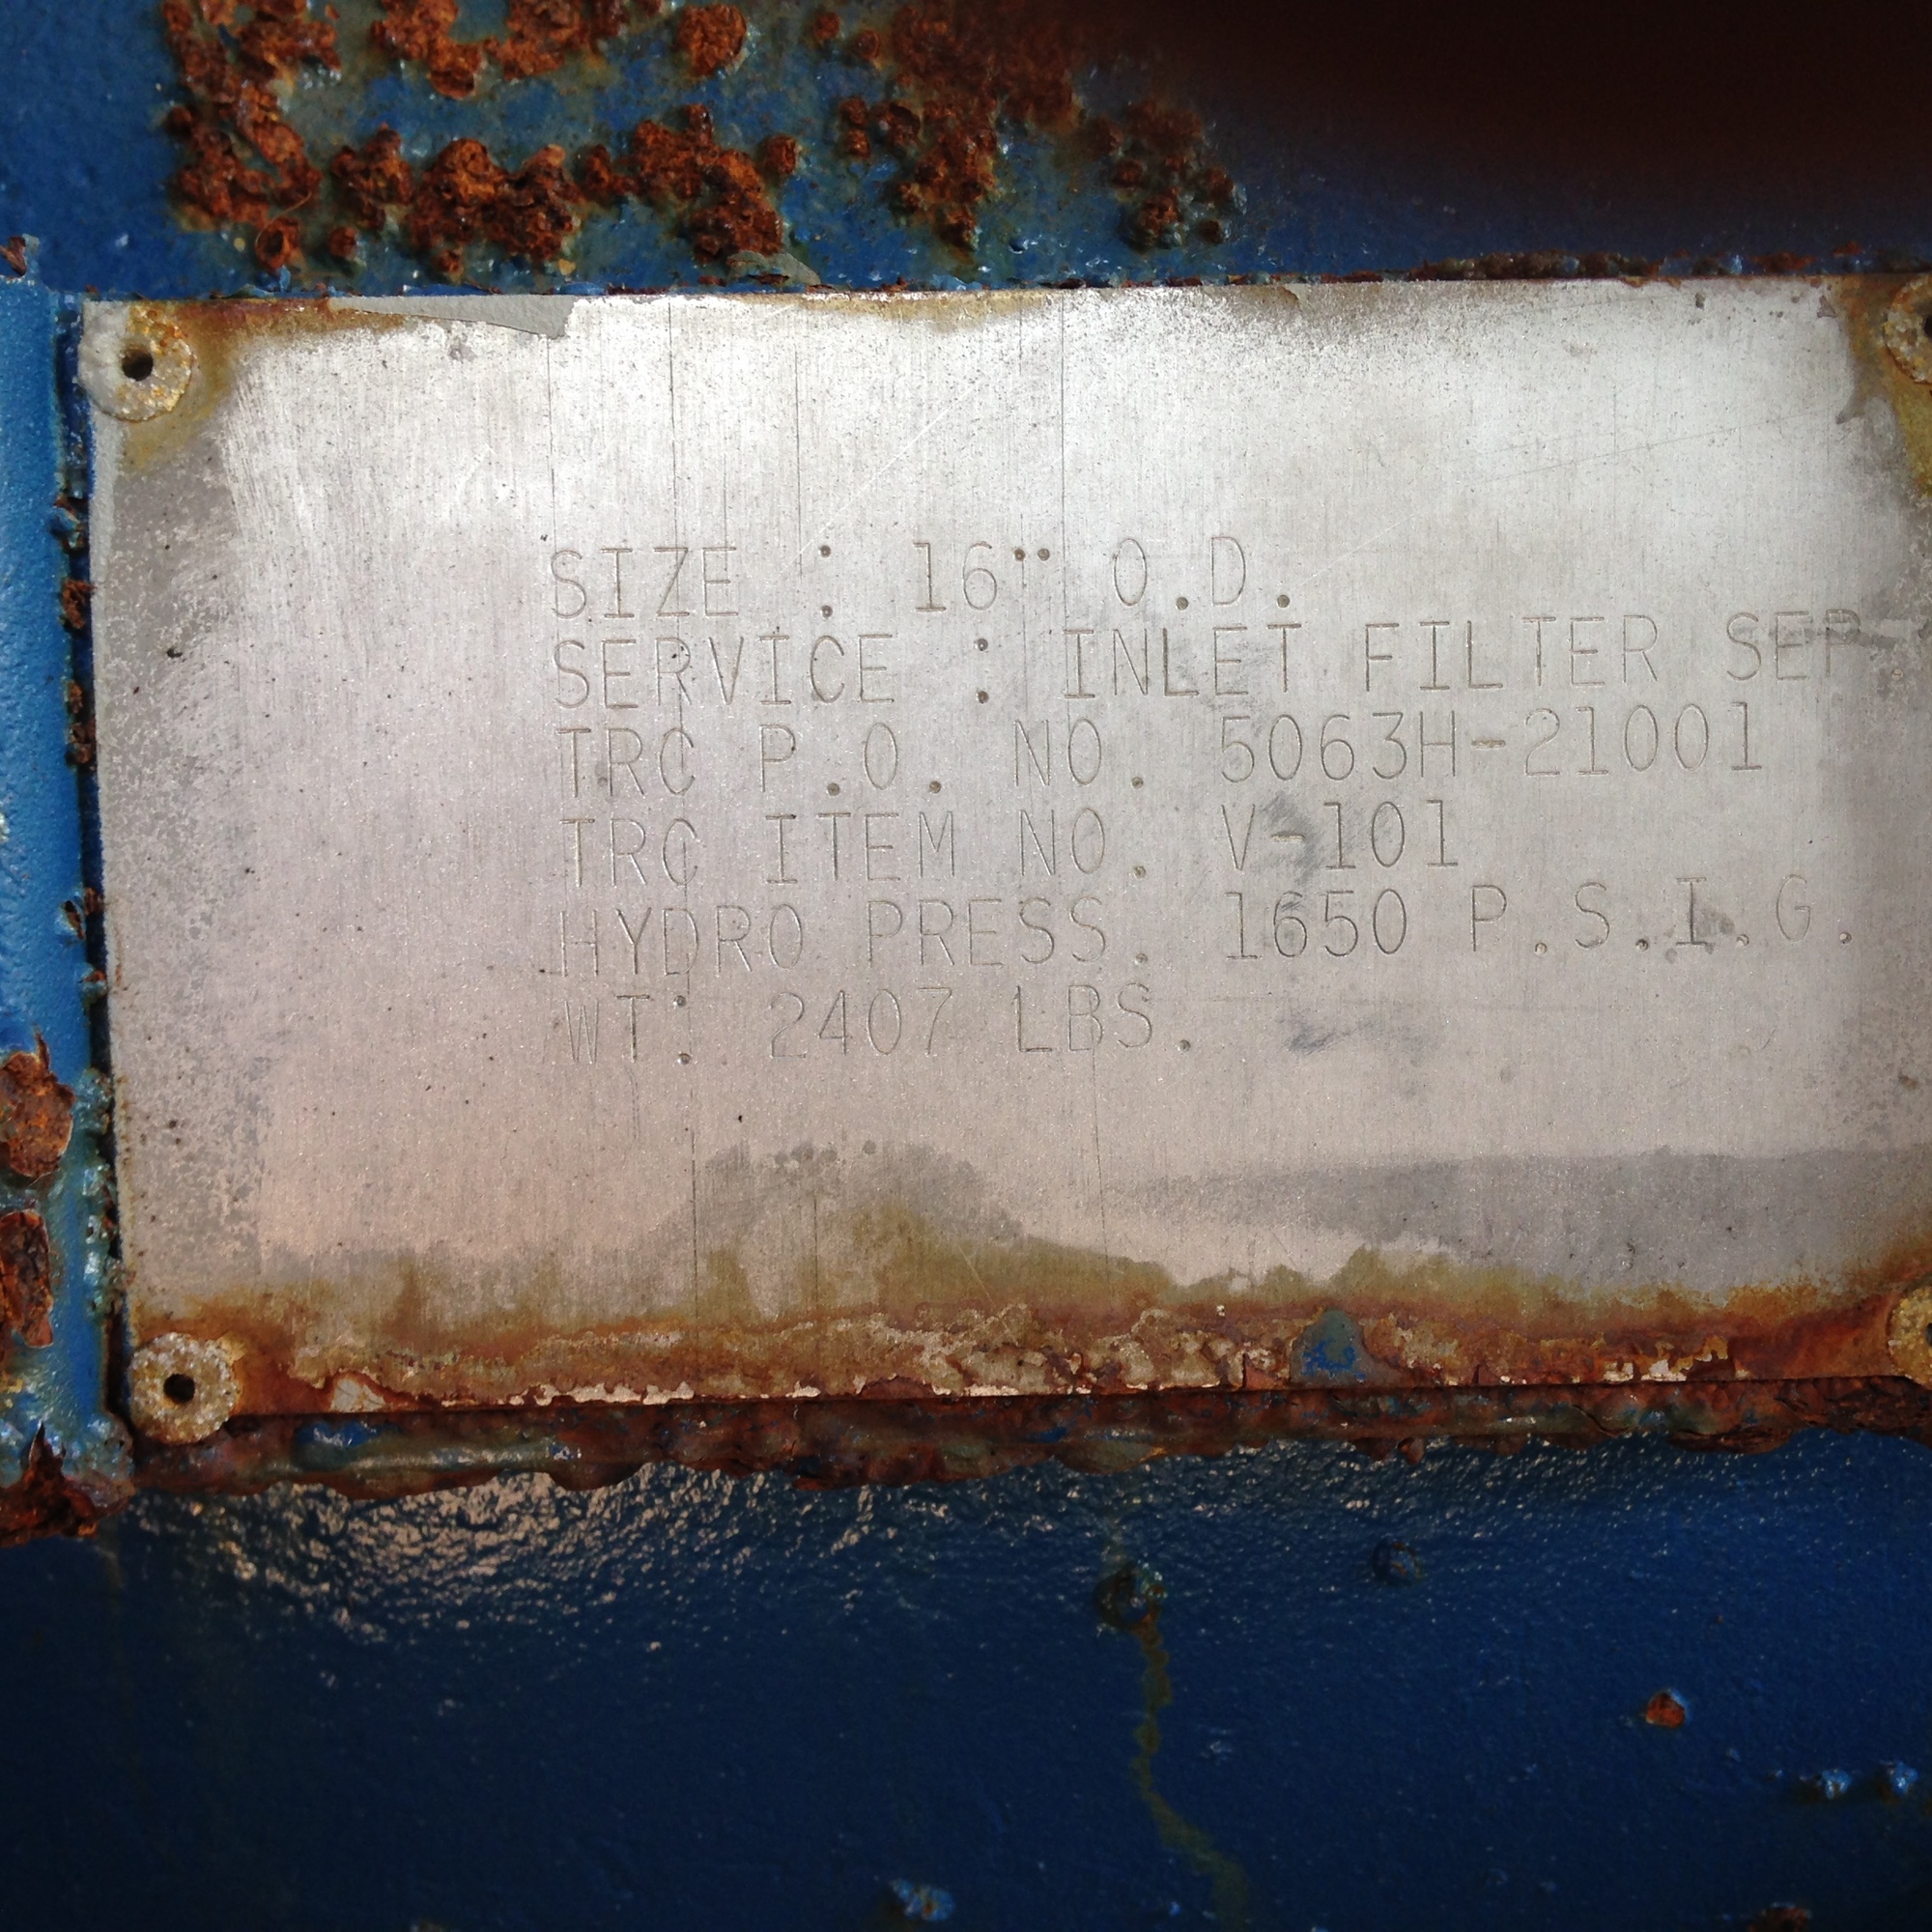 SIZE : 16" O.D.
SERVICE : INLET FILTER SEP.
TRC P.O. NO. 5063H-21001
TRC ITEM NO. V-101
HYDRO PRESS. 1650 P.S.I.G.
WT: 2407 LBS.